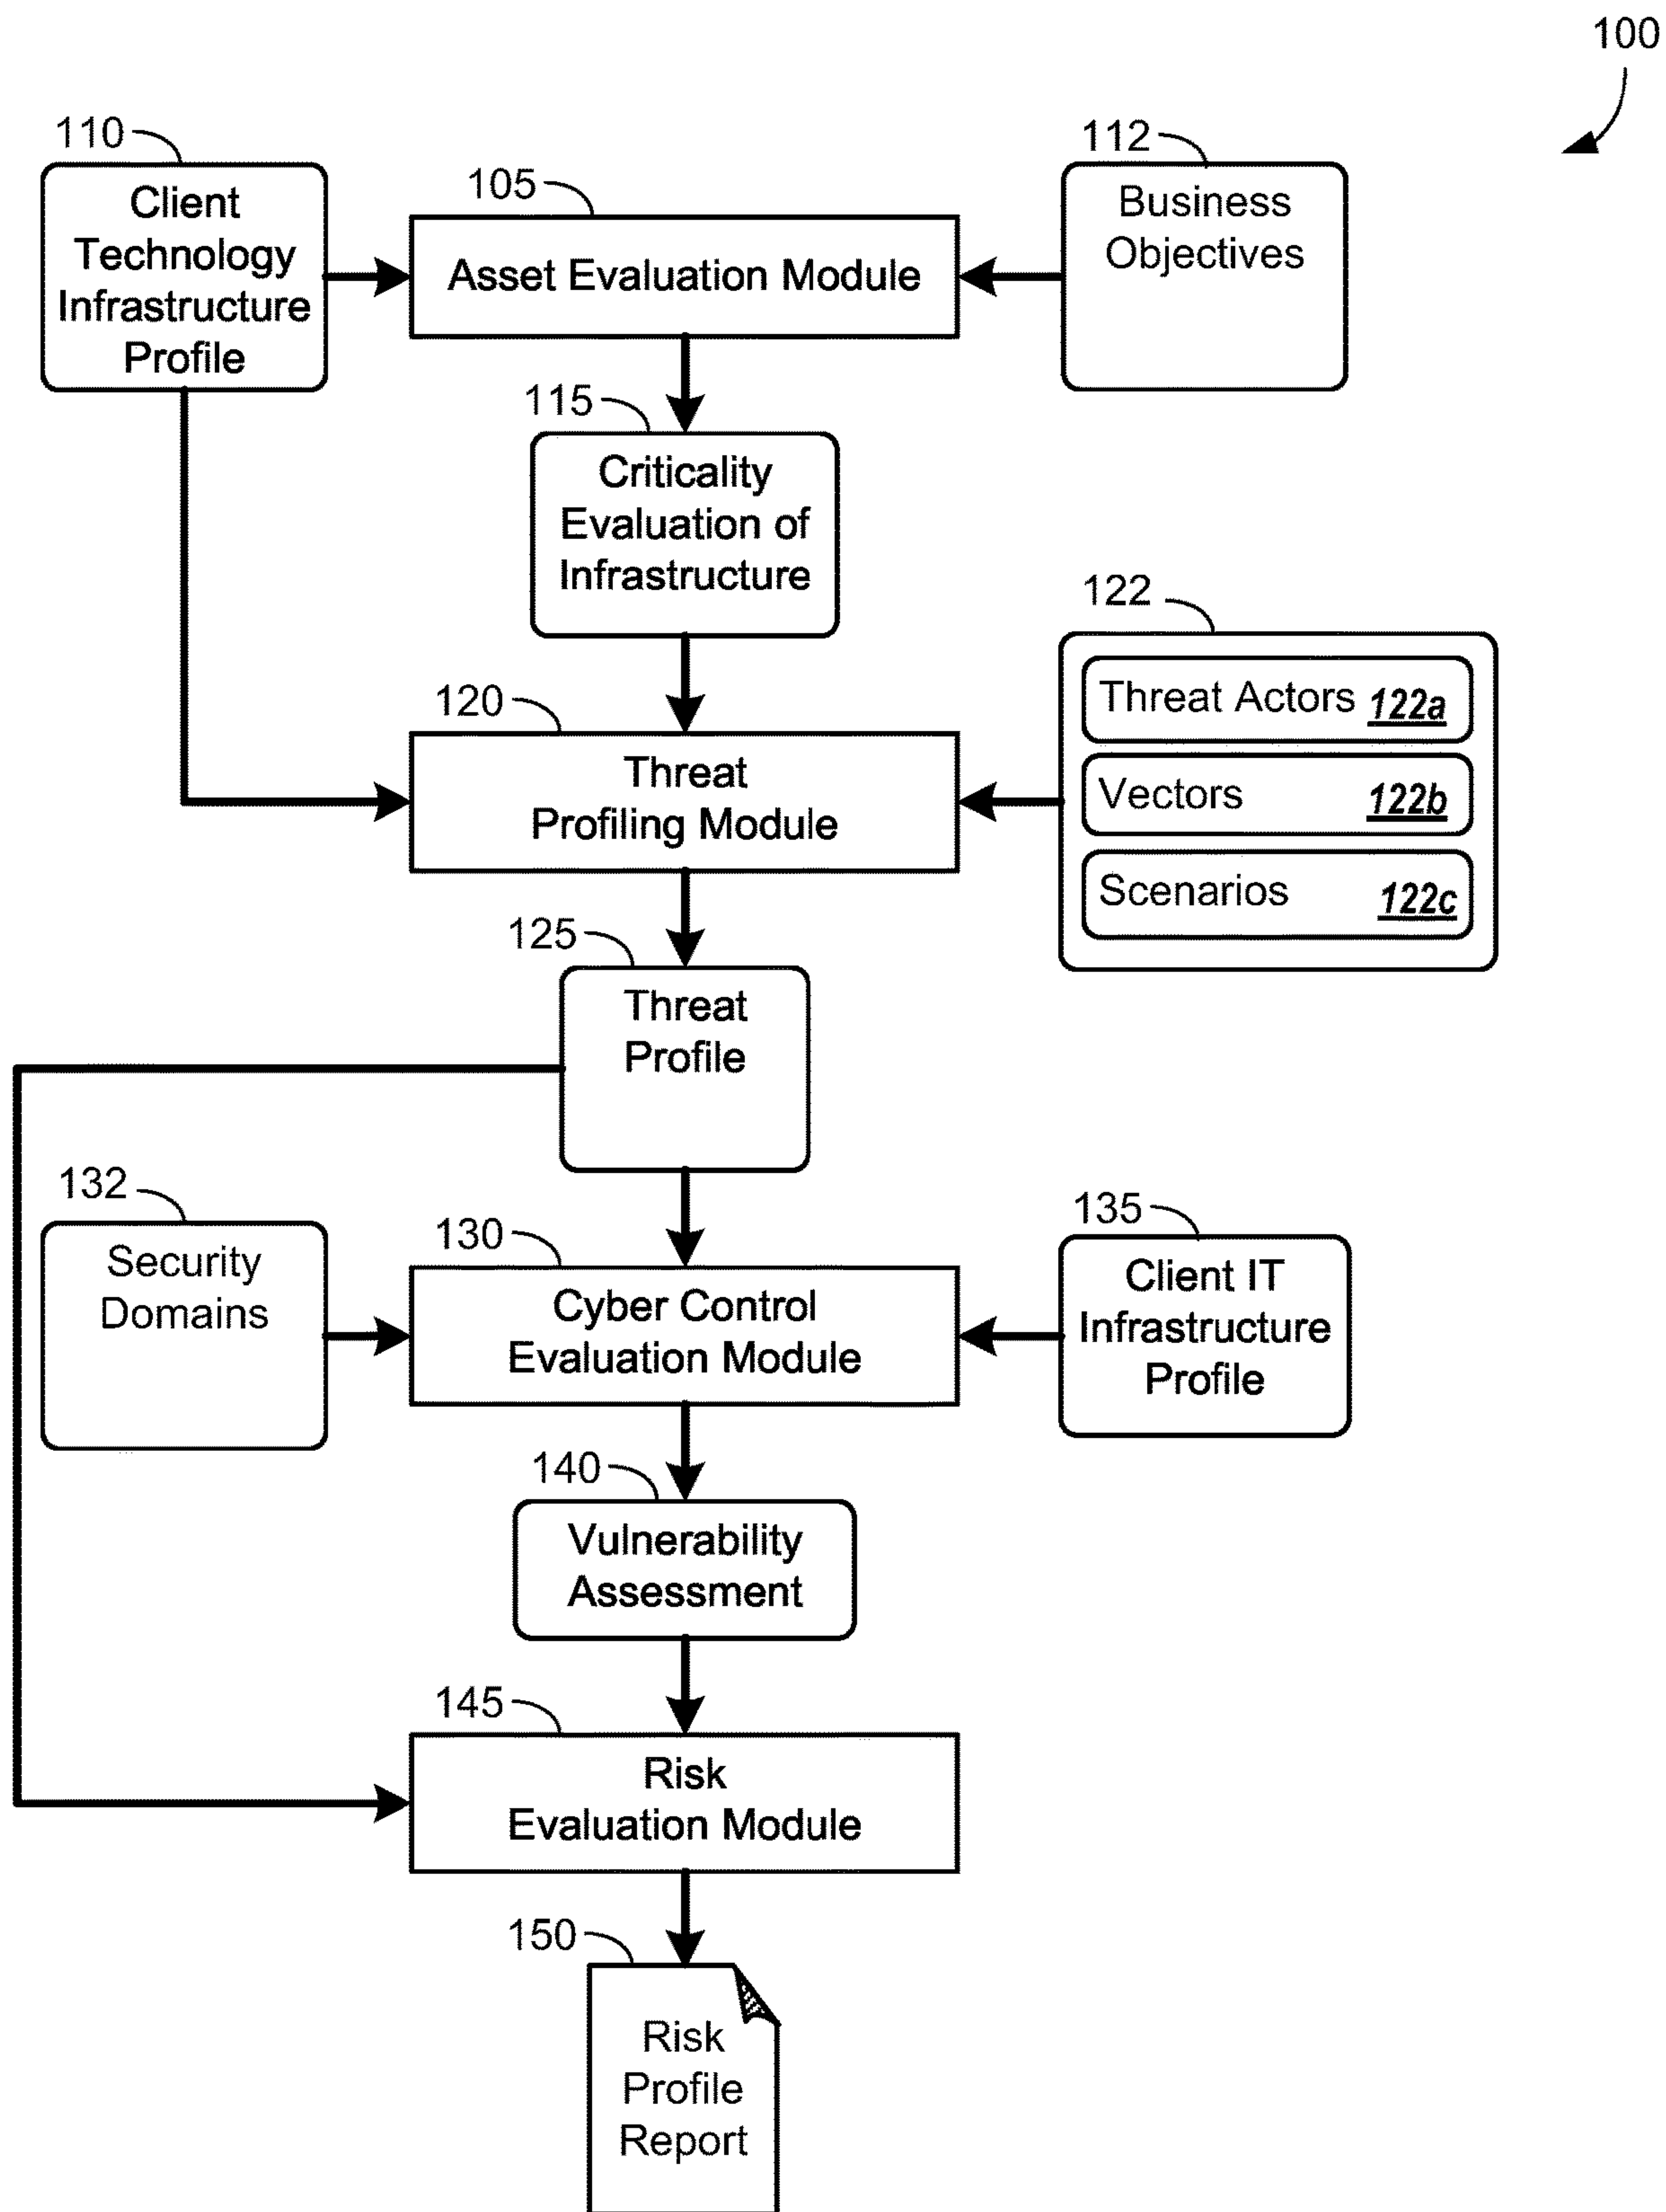 100
110
Client
Technology
Infrastructure
Profile
105
Asset Evaluation Module
112
Business
Objectives
115
Criticality
Evaluation of
Infrastructure
122
Threat Actors 122a
Vectors 122b
Scenarios 122c
120
Threat
Profiling Module
125
Threat
Profile
132
Security
Domains
130
Cyber Control
Evaluation Module
135
Client IT
Infrastructure
Profile
140
Vulnerability
Assessment
145
Risk
Evaluation Module
150
Risk
Profile
Report